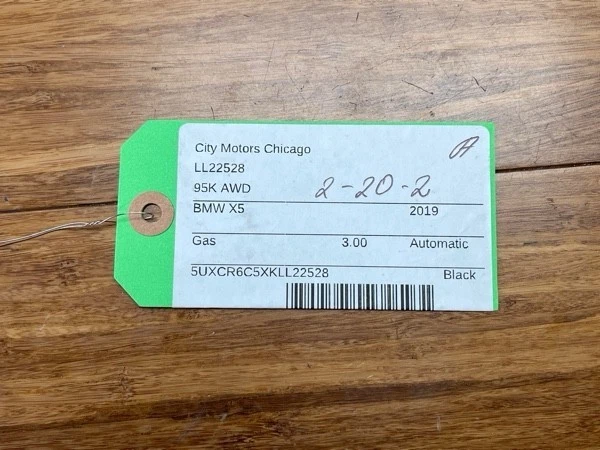 City Motors Chicago A
LL22528
95K AWD 2-20-2
BMW X5 2019
Gas 3.00 Automatic
5UXCR6C5XKLL22528 Black